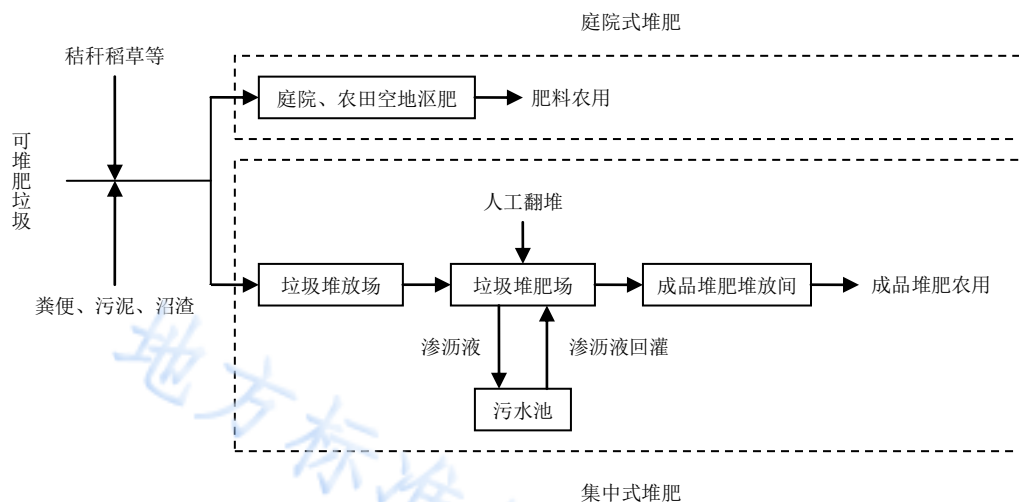 庭院式堆肥
秸秆稻草等
庭院、农田空地沤肥
肥料农用
可堆肥垃圾
人工翻堆
垃圾堆放场
垃圾堆肥场
成品堆肥堆放间
成品堆肥农用
粪便、污泥、沼渣
渗沥液
渗沥液回灌
污水池
集中式堆肥
地方标准